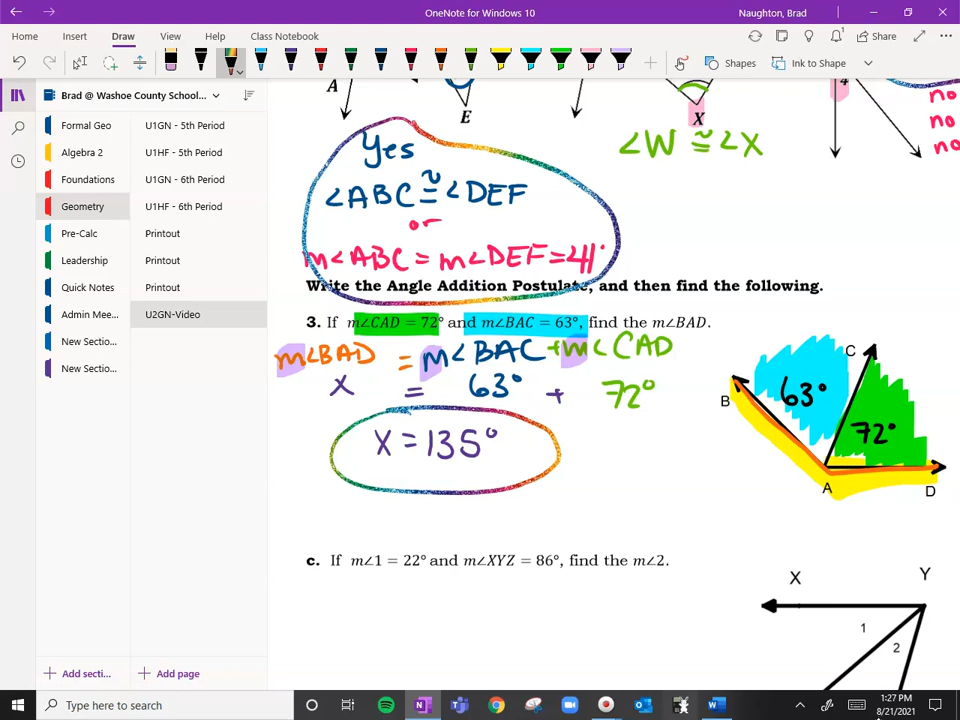 OneNote for Windows 10
Naughton, Brad
Home Insert Draw View Help Class Notebook
Share
Shapes Ink to Shape
Brad @ Washoe County School...
Formal Geo
Algebra 2
Foundations
Geometry
Pre-Calc
Leadership
Quick Notes
Admin Mee...
New Sectio...
New Sectio...
U1GN - 5th Period
U1HF - 5th Period
U1GN - 6th Period
U1HF - 6th Period
Printout
Printout
Printout
U2GN-Video
Add secti...
Add page
A
E
X
4
no
no
no
∠W ≅ ∠X
Yes
∠ABC ≅ ∠DEF
or
m∠ABC = m∠DEF = 41°
Write the Angle Addition Postulate, and then find the following.
3. If m∠CAD = 72° and m∠BAC = 63°, find the m∠BAD.
m∠BAD = m∠BAC + m∠CAD
x = 63° + 72°
x = 135°
C
B
63°
72°
A
D
c. If m∠1 = 22° and m∠XYZ = 86°, find the m∠2.
X
Y
1
2
Type here to search
1:27 PM
8/21/2021